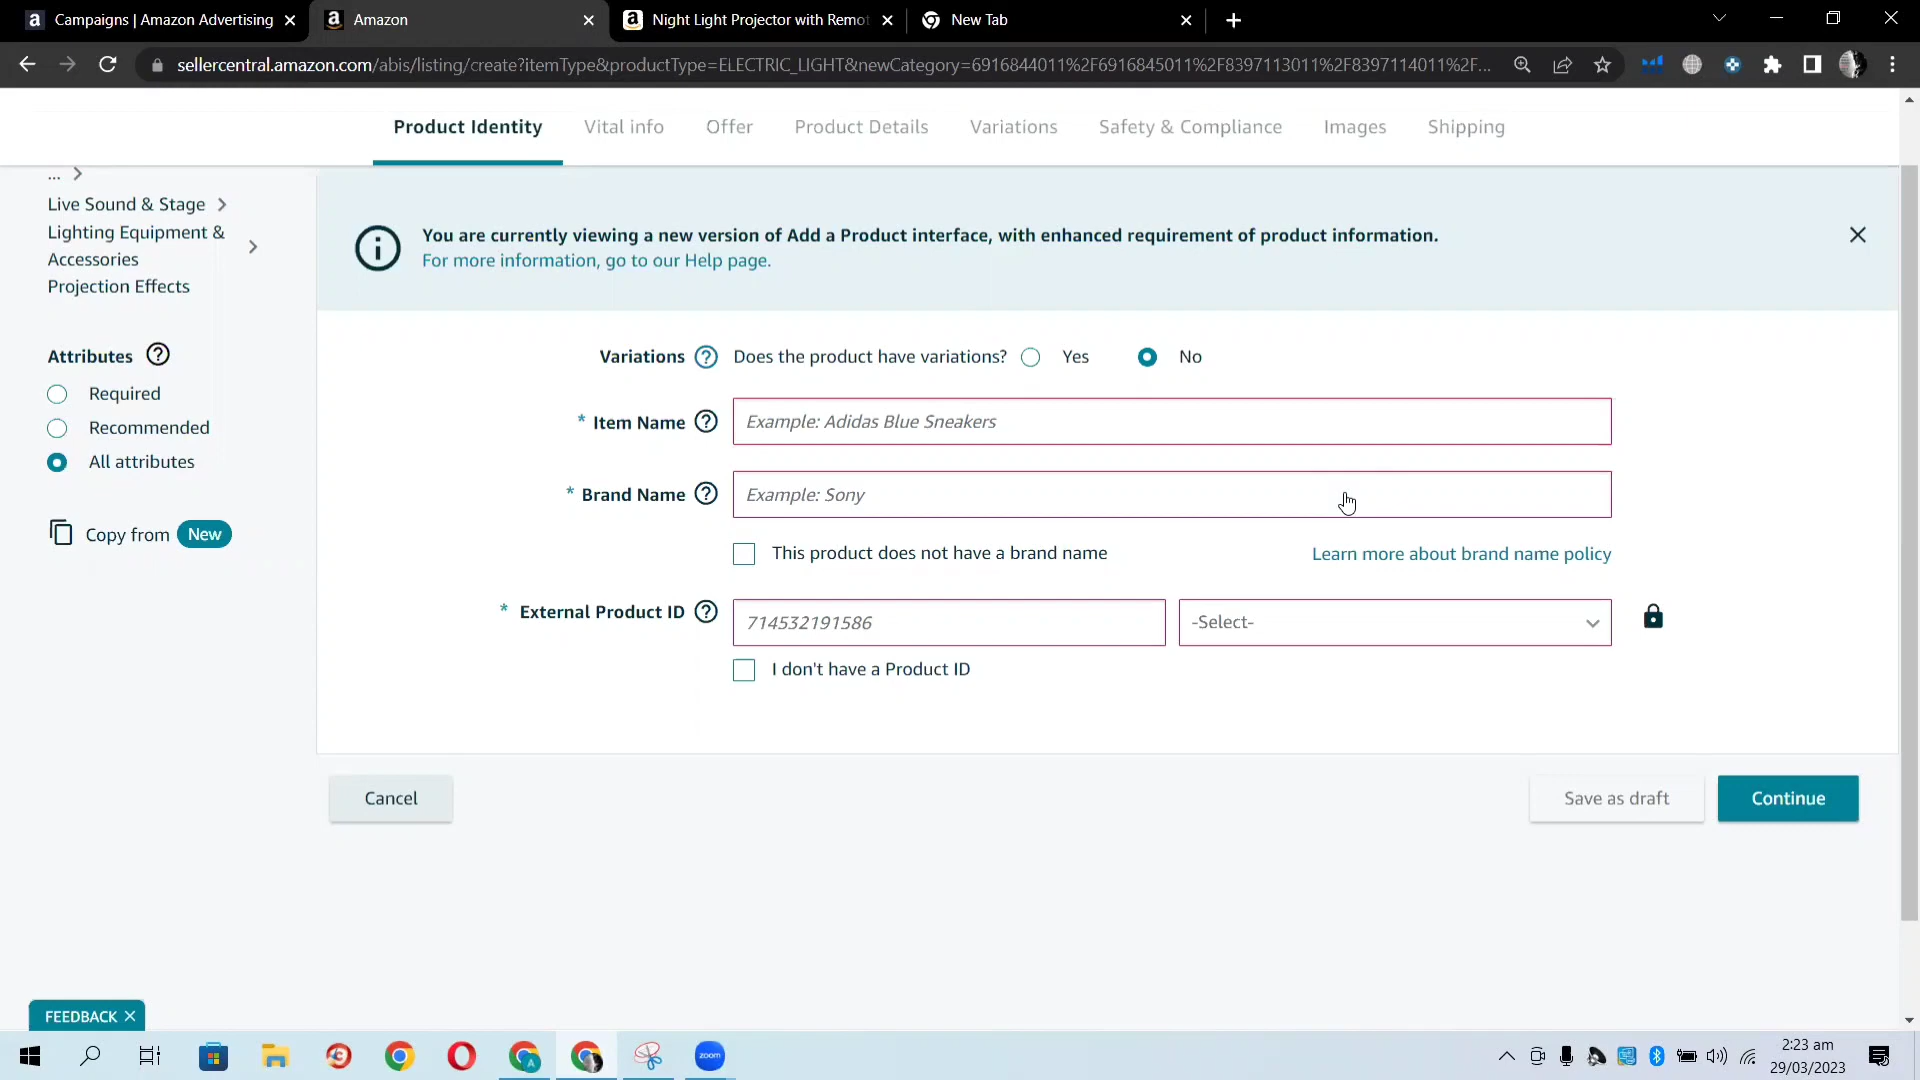 Campaigns | Amazon Advertising
Amazon
Night Light Projector with Remot
New Tab
sellercentral.amazon.com/abis/listing/create?itemType&productType=ELECTRIC_LIGHT&newCategory=6916844011%2F6916845011%2F8397113011%2F8397114011%2F...
Product Identity
Vital info
Offer
Product Details
Variations
Safety & Compliance
Images
Shipping
...
Live Sound & Stage
Lighting Equipment &
Accessories
Projection Effects
Attributes
Required
Recommended
All attributes
Copy from New
You are currently viewing a new version of Add a Product interface, with enhanced requirement of product information.
For more information, go to our Help page.
Variations Does the product have variations? Yes No
* Item Name Example: Adidas Blue Sneakers
* Brand Name Example: Sony
This product does not have a brand name Learn more about brand name policy
* External Product ID 714532191586 -Select-
I don't have a Product ID
Cancel
Save as draft
Continue
FEEDBACK
zoom
2:23 am
29/03/2023